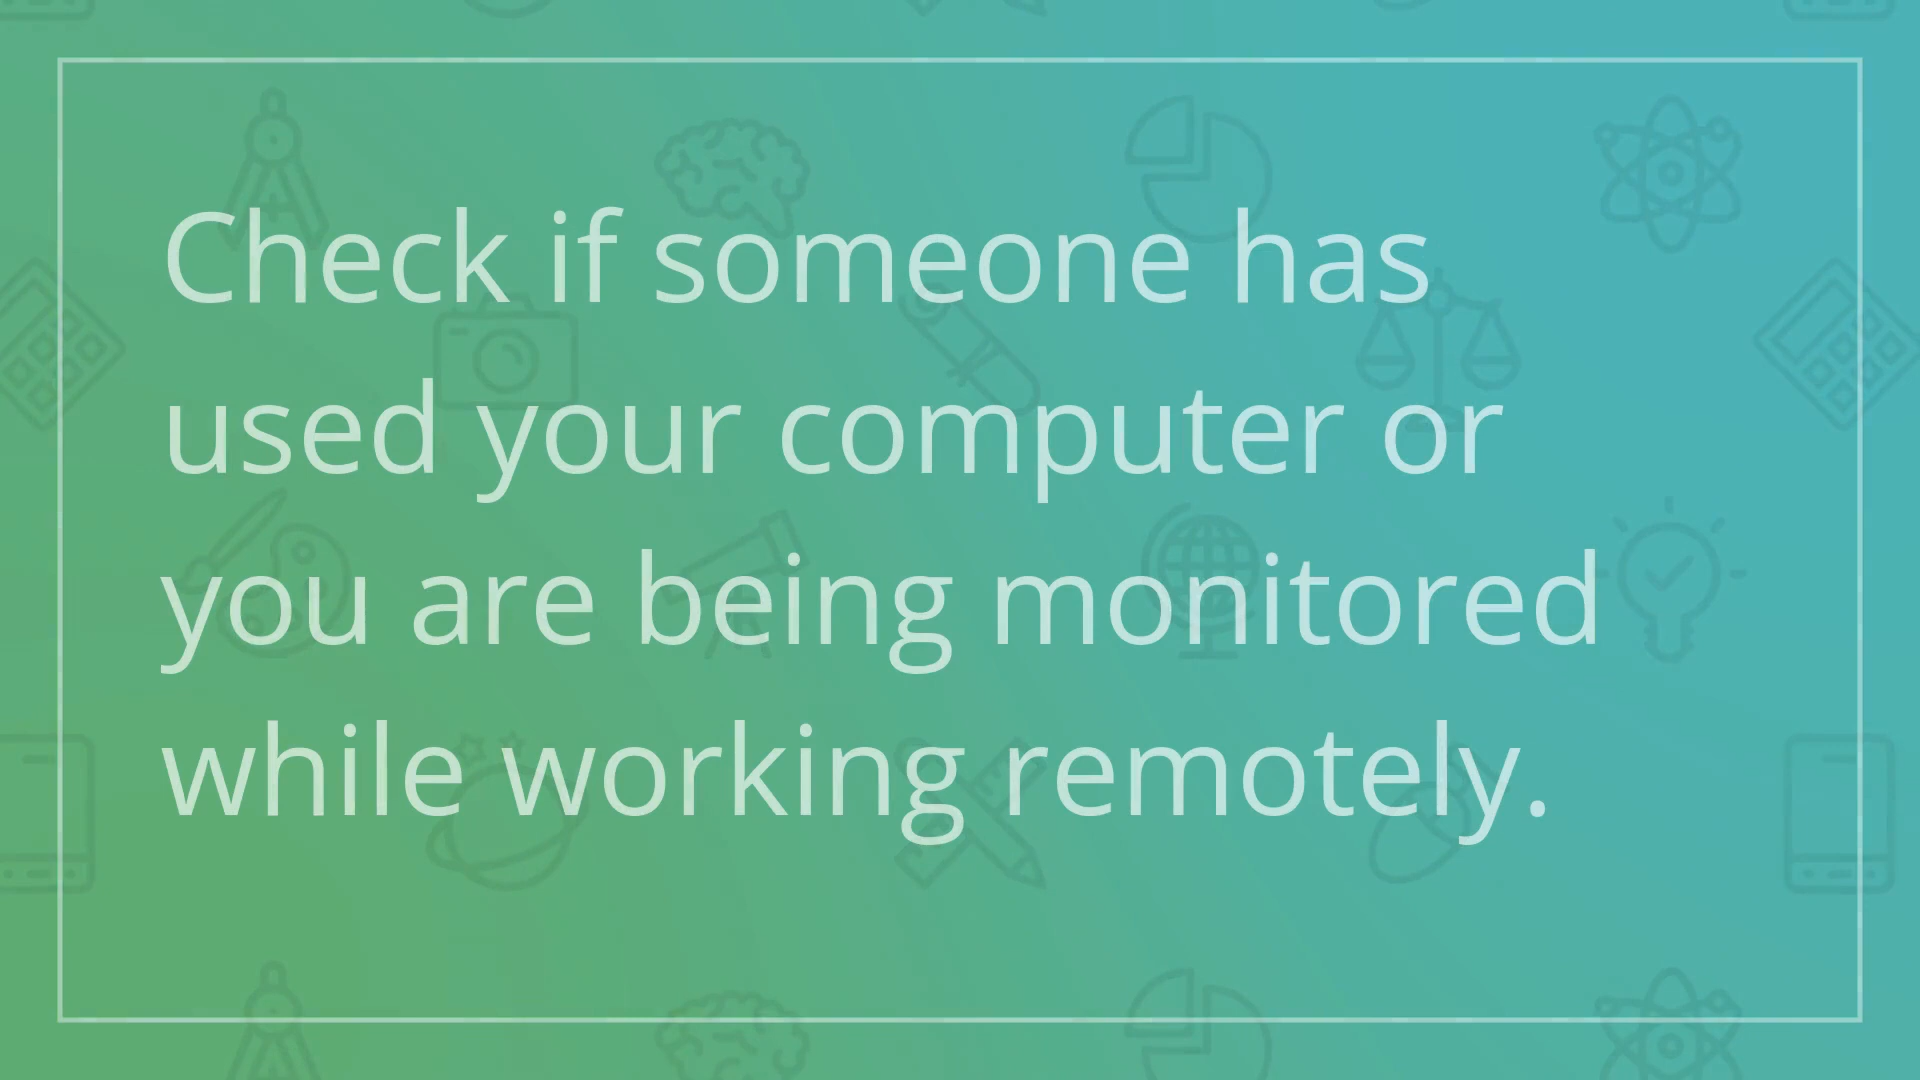 Check if someone has
used your computer or
you are being monitored
while working remotely.